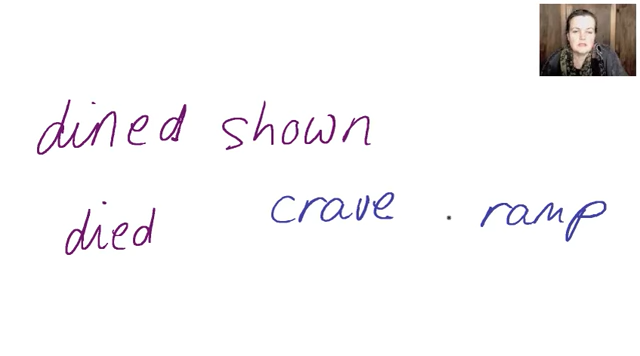 dined shown
died crave . ramp